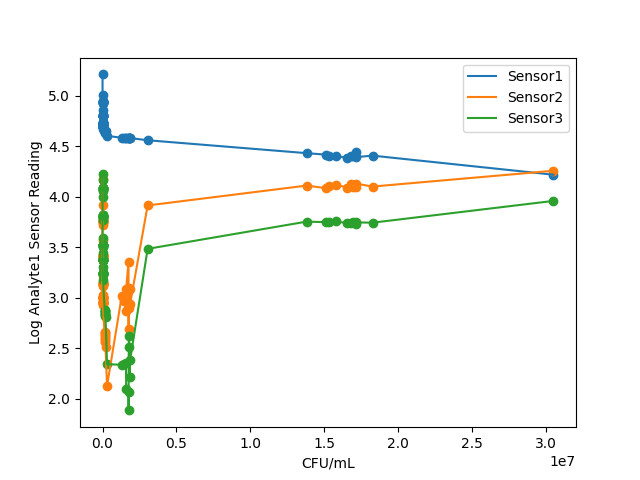 Sensor1
Sensor2
Sensor3
Log Analyte1 Sensor Reading
5.0
4.5
4.0
3.5
3.0
2.5
2.0
0.0 0.5 1.0 1.5 2.0 2.5 3.0
1e7
CFU/mL